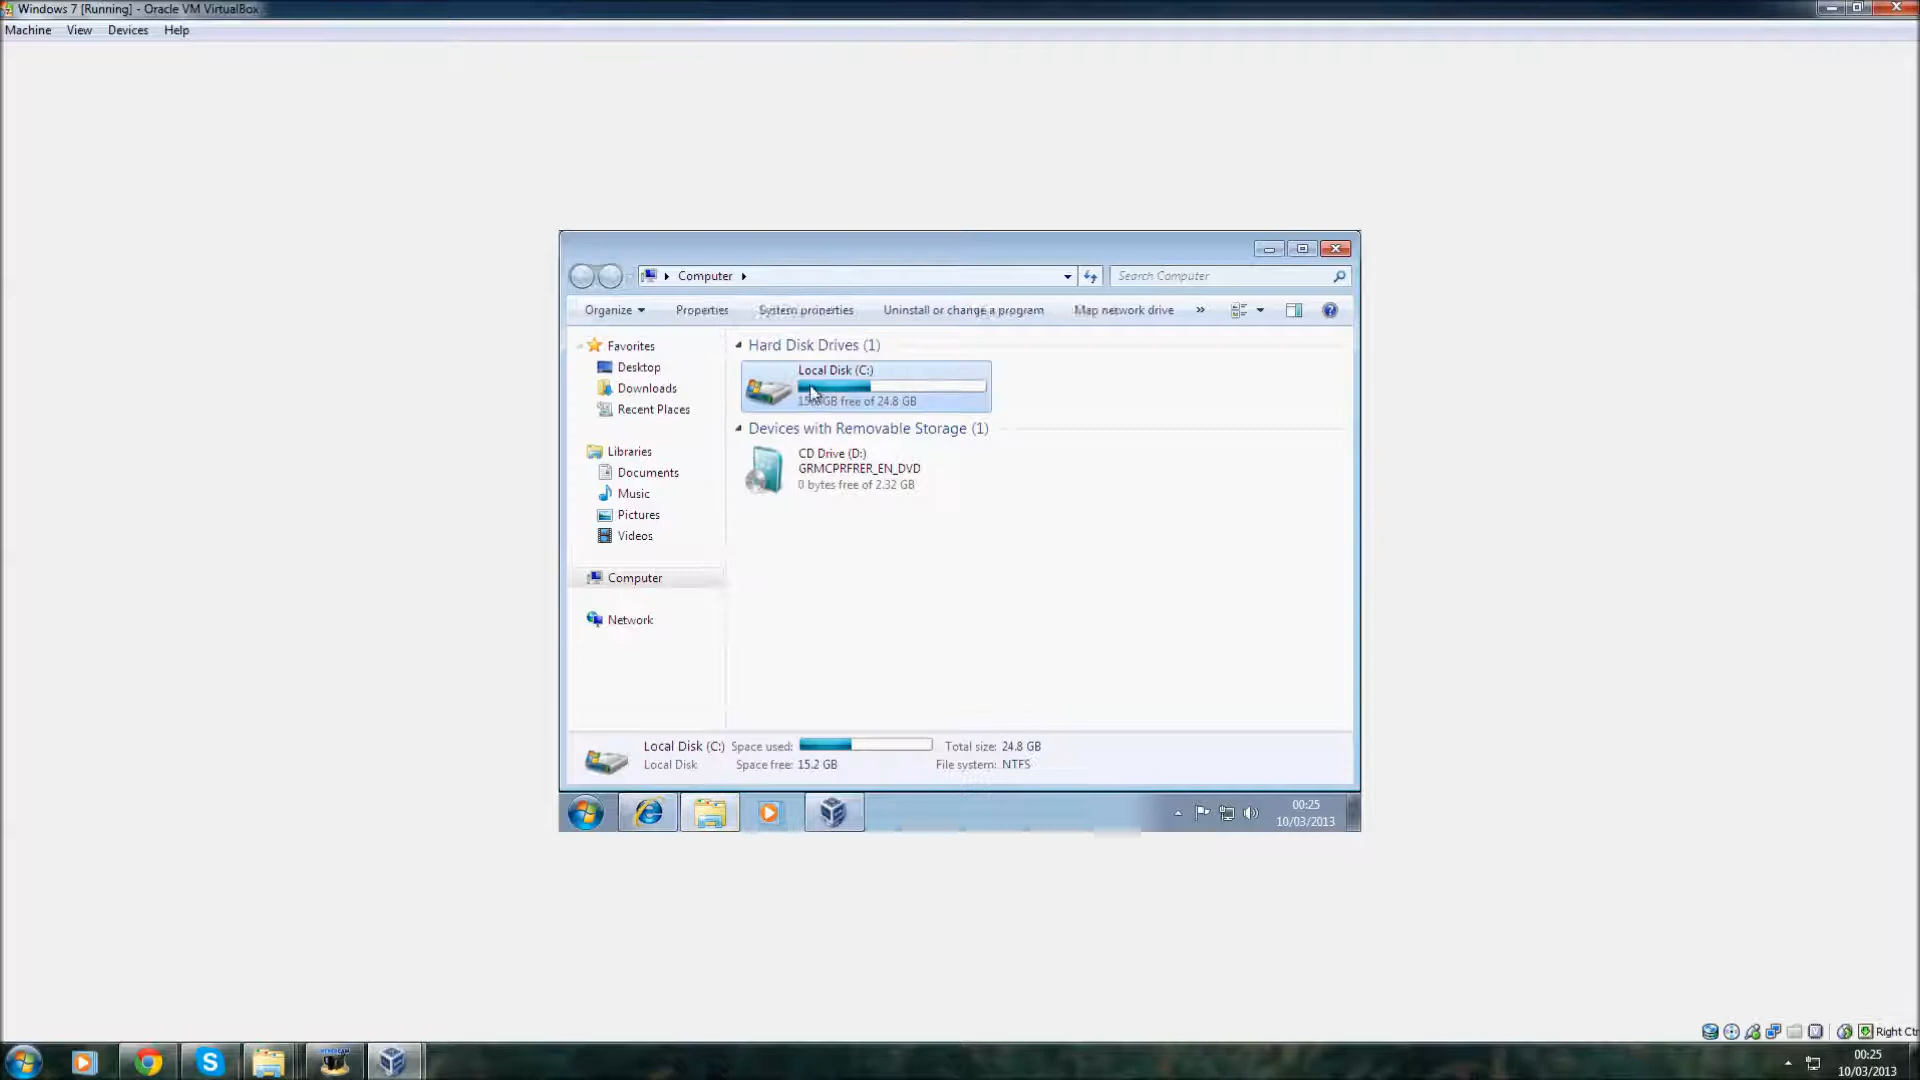 Windows 7 [Running] - Oracle VM VirtualBox
Machine View Devices Help
Computer
Search Computer
Organize Properties System properties Uninstall or change a program Map network drive »
Favorites
Desktop
Downloads
Recent Places
Libraries
Documents
Music
Pictures
Videos
Computer
Network
Hard Disk Drives (1)
Local Disk (C:)
GB free of 24.8 GB
Devices with Removable Storage (1)
CD Drive (D:)
GRMCPRFRER_EN_DVD
0 bytes free of 2.32 GB
Local Disk (C:) Space used: Total size: 24.8 GB
Local Disk Space free: 15.2 GB File system: NTFS
00:25
10/03/2013
Right Ctr
00:25
10/03/2013